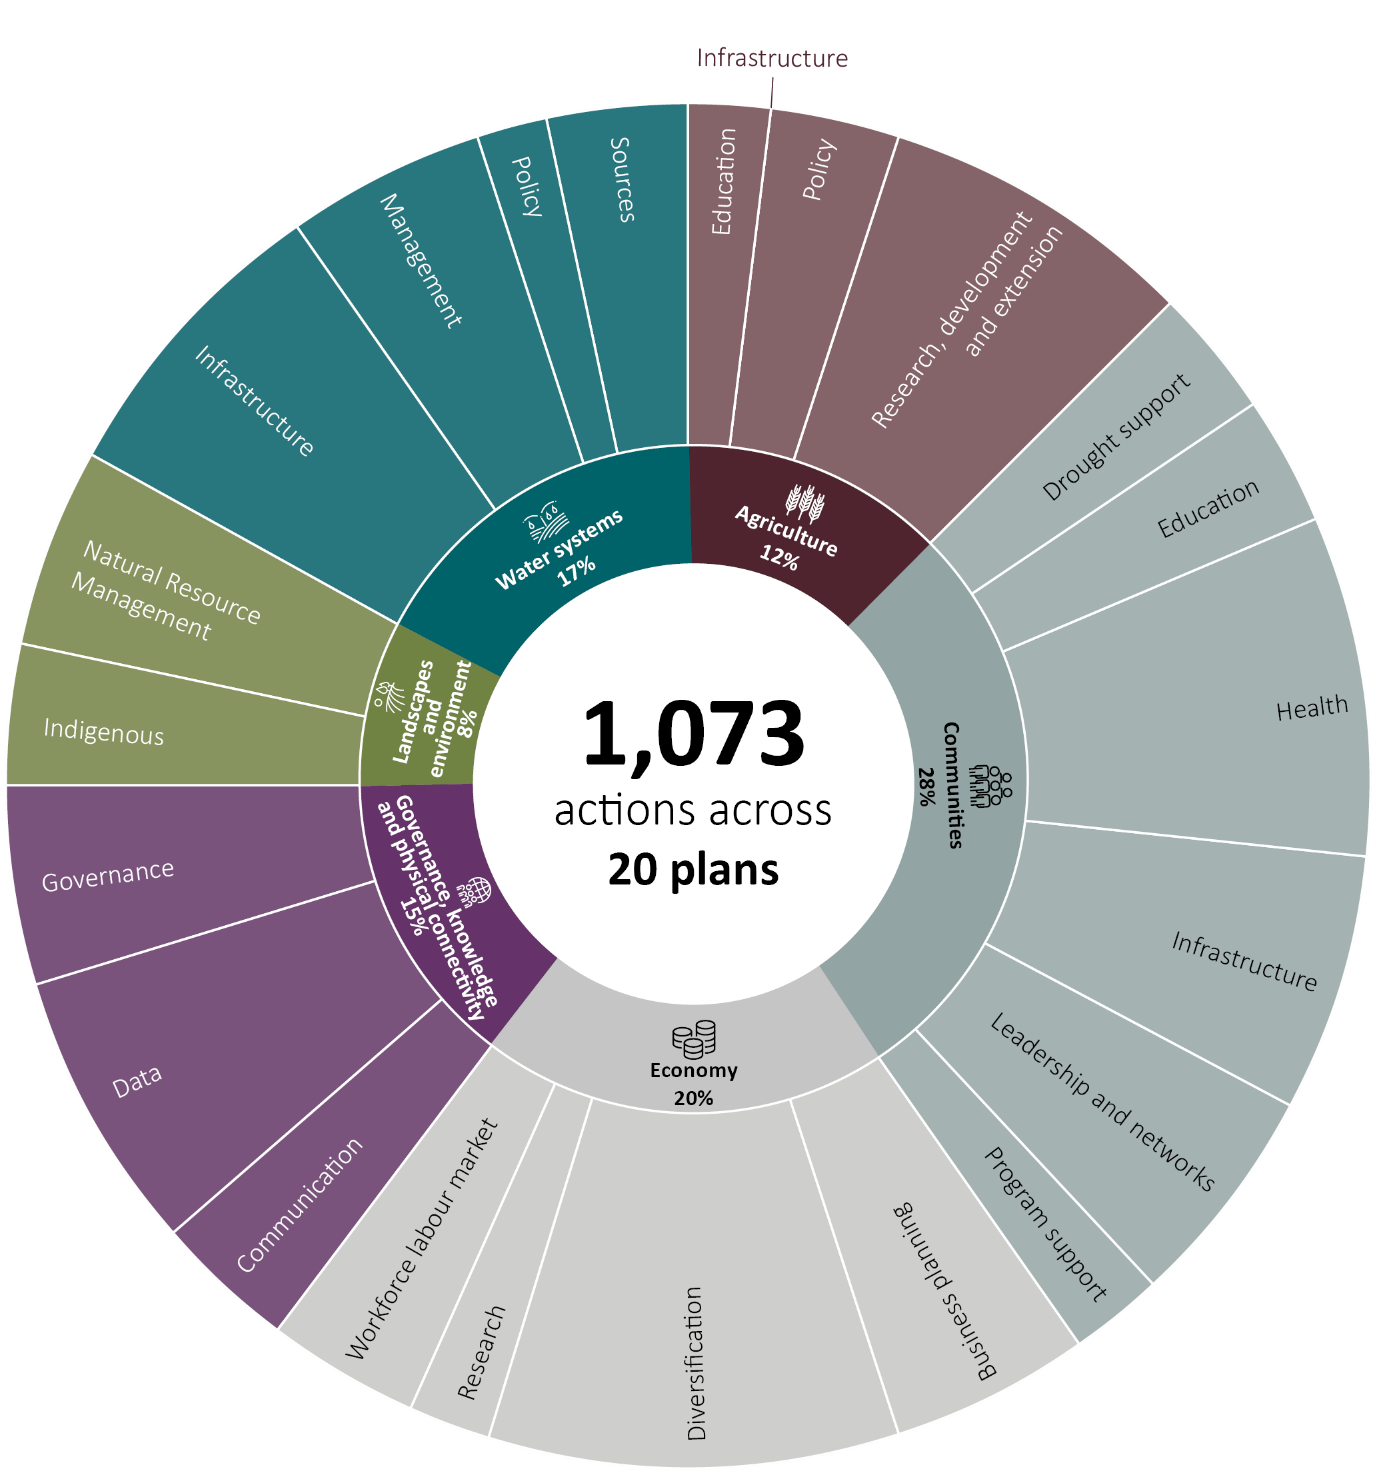 Infrastructure
Education
Policy
Research, development
and extension
Drought support
Education
Health
Infrastructure
Leadership and networks
Program support
Business planning
Diversification
Research
Workforce labour market
Communication
Data
Governance
Indigenous
Natural Resource
Management
Infrastructure
Management
Policy
Sources
Agriculture
12%
Communities
28%
Economy
20%
Governance, knowledge
and physical connectivity
15%
Landscapes
and
environment
8%
Water systems
17%
1,073
actions across
20 plans